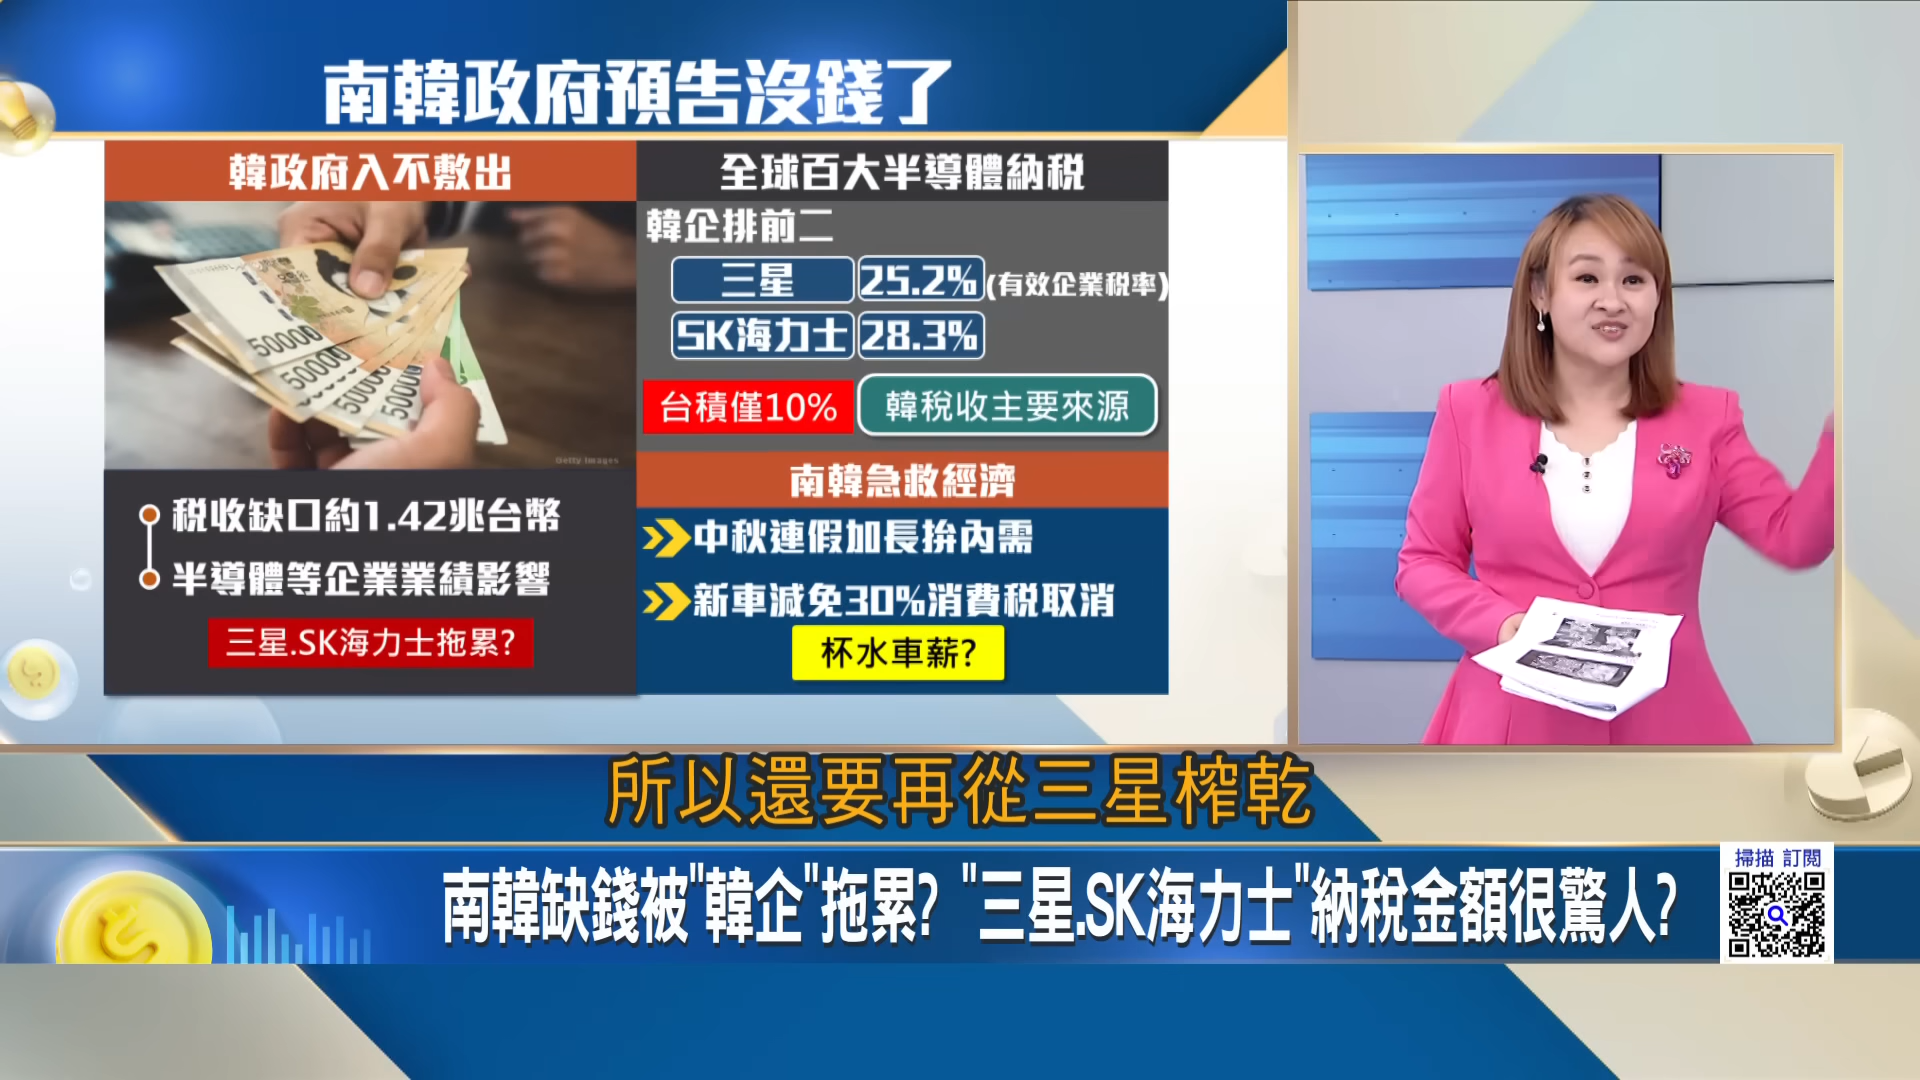 南韓政府預告沒錢了
韓政府入不敷出
50000
50000
50000
50000
Getty Images
稅收缺口約1.42兆台幣
半導體等企業業績影響
三星.SK海力士拖累?
全球百大半導體納稅
韓企排前二
三星 25.2% (有效企業稅率)
SK海力士 28.3%
台積僅10% 韓稅收主要來源
南韓急救經濟
中秋連假加長拚內需
新車減免30%消費稅取消
杯水車薪?
所以還要再從三星榨乾
南韓缺錢被"韓企"拖累? "三星.SK海力士"納稅金額很驚人?
掃描 訂閱